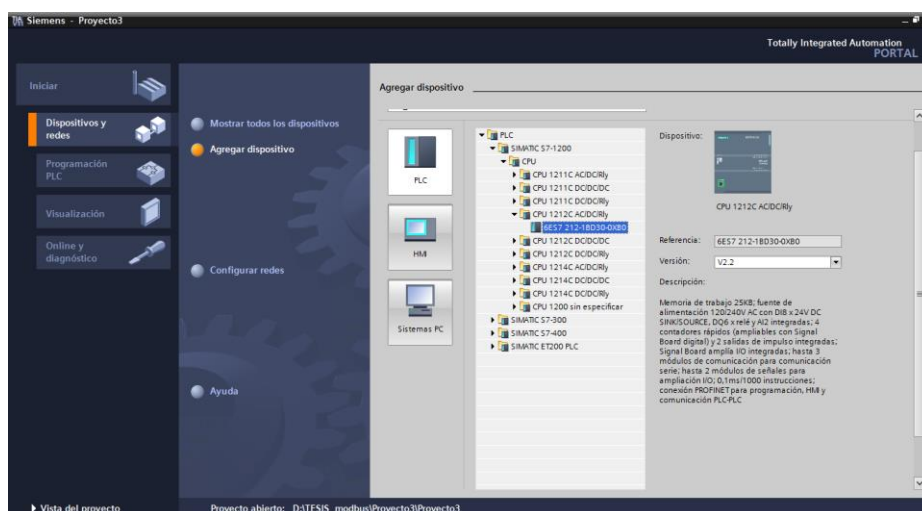 Siemens - Proyecto3
Totally Integrated Automation
PORTAL
Iniciar
Dispositivos y
redes
Programación
PLC
Visualización
Online y
diagnóstico
Mostrar todos los dispositivos
Agregar dispositivo
Configurar redes
Ayuda
Agregar dispositivo
PLC
HMI
Sistemas PC
PLC
SIMATIC S7-1200
CPU
CPU 1211C AC/DC/Rly
CPU 1211C DC/DC/DC
CPU 1211C DC/DC/Rly
CPU 1212C AC/DC/Rly
6ES7 212-1BD30-0XB0
CPU 1212C DC/DC/DC
CPU 1212C DC/DC/Rly
CPU 1214C AC/DC/Rly
CPU 1214C DC/DC/DC
CPU 1214C DC/DC/Rly
CPU 1200 sin especificar
SIMATIC S7-300
SIMATIC S7-400
SIMATIC ET200 PLC
Dispositivo:
CPU 1212C AC/DC/Rly
Referencia: 6ES7 212-1BD30-0XB0
Versión: V2.2
Descripción:
Memoria de trabajo 25KB; fuente de
alimentación 120/240V AC con DI8 x 24V DC
SINK/SOURCE, DQ6 x relé y AI2 integradas; 4
contadores rápidos (ampliables con Signal
Board digital) y 2 salidas de impulso integradas;
Signal Board amplía I/O integradas; hasta 3
módulos de comunicación para comunicación
serie; hasta 2 módulos de señales para
ampliación I/O; 0,1ms/1000 instrucciones;
conexión PROFINET para programación, HMI y
comunicación PLC-PLC
Vista del proyecto
Proyecto abierto: D:\TESIS_modbus\Proyecto3\Proyecto3